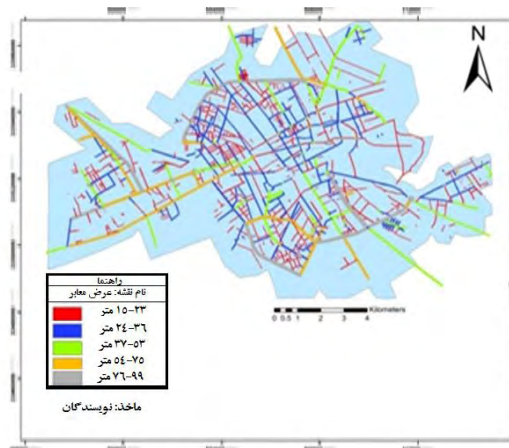 N
Kilometers
0 0.5 1 2 3 4
راهنما
نام نقشه: عرض معابر
۱۵-۲۳ متر
۲۴-۳۶ متر
۳۷-۵۳ متر
۵۴-۷۵ متر
۷۶-۹۹ متر
ماخذ: نویسندگان